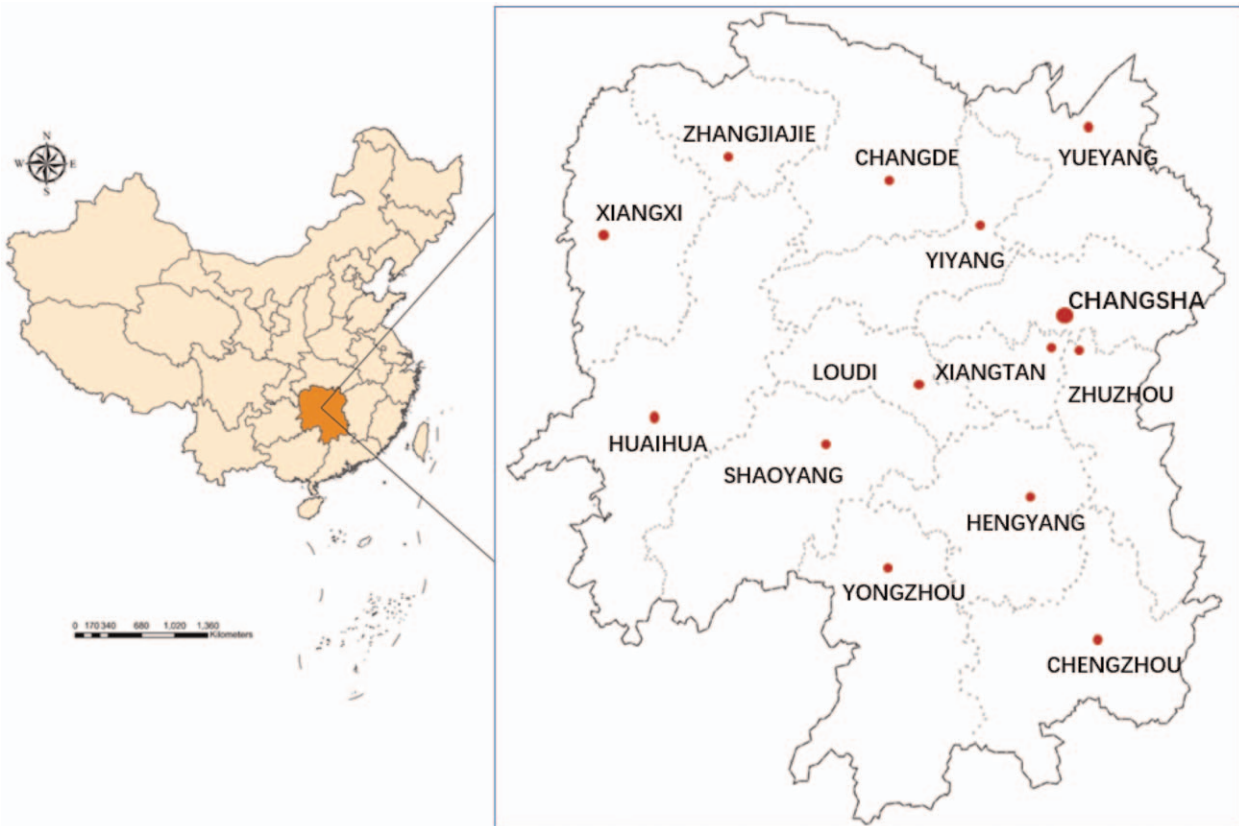 N
W E
S
0 170 340 680 1,020 1,360
Kilometers
ZHANGJIAJIE
CHANGDE
YUEYANG
XIANGXI
YIYANG
CHANGSHA
LOUDI
XIANGTAN
ZHUZHOU
HUAIHUA
SHAOYANG
HENGYANG
YONGZHOU
CHENGZHOU